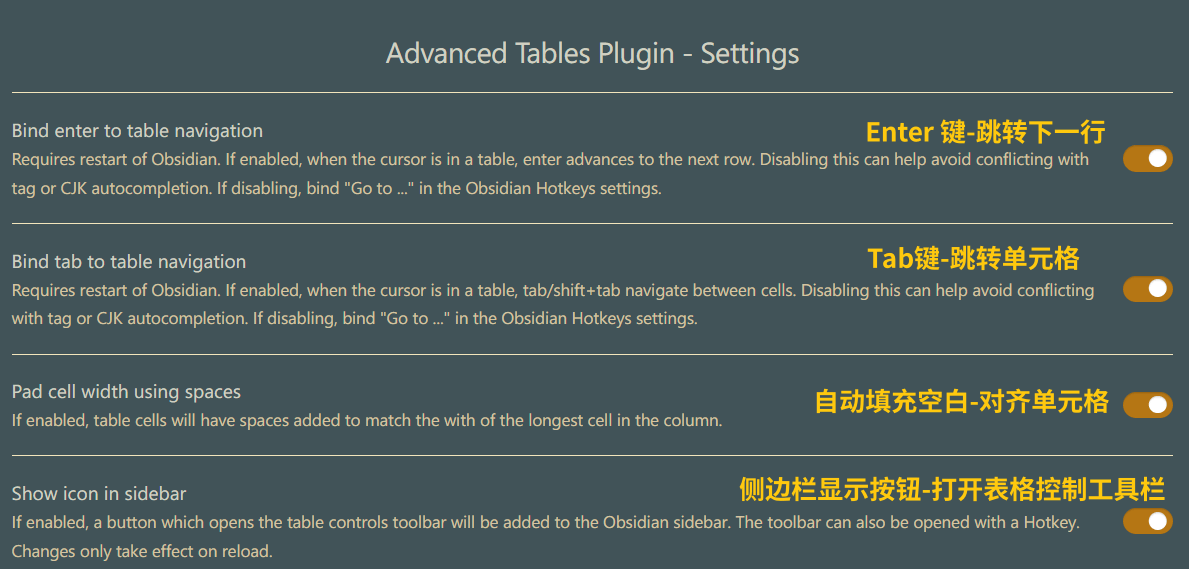 Advanced Tables Plugin - Settings
Bind enter to table navigation
Enter 键-跳转下一行
Requires restart of Obsidian. If enabled, when the cursor is in a table, enter advances to the next row. Disabling this can help avoid conflicting with
tag or CJK autocompletion. If disabling, bind "Go to ..." in the Obsidian Hotkeys settings.
Bind tab to table navigation
Tab键-跳转单元格
Requires restart of Obsidian. If enabled, when the cursor is in a table, tab/shift+tab navigate between cells. Disabling this can help avoid conflicting
with tag or CJK autocompletion. If disabling, bind "Go to ..." in the Obsidian Hotkeys settings.
Pad cell width using spaces
自动填充空白-对齐单元格
If enabled, table cells will have spaces added to match the with of the longest cell in the column.
Show icon in sidebar
侧边栏显示按钮-打开表格控制工具栏
If enabled, a button which opens the table controls toolbar will be added to the Obsidian sidebar. The toolbar can also be opened with a Hotkey.
Changes only take effect on reload.